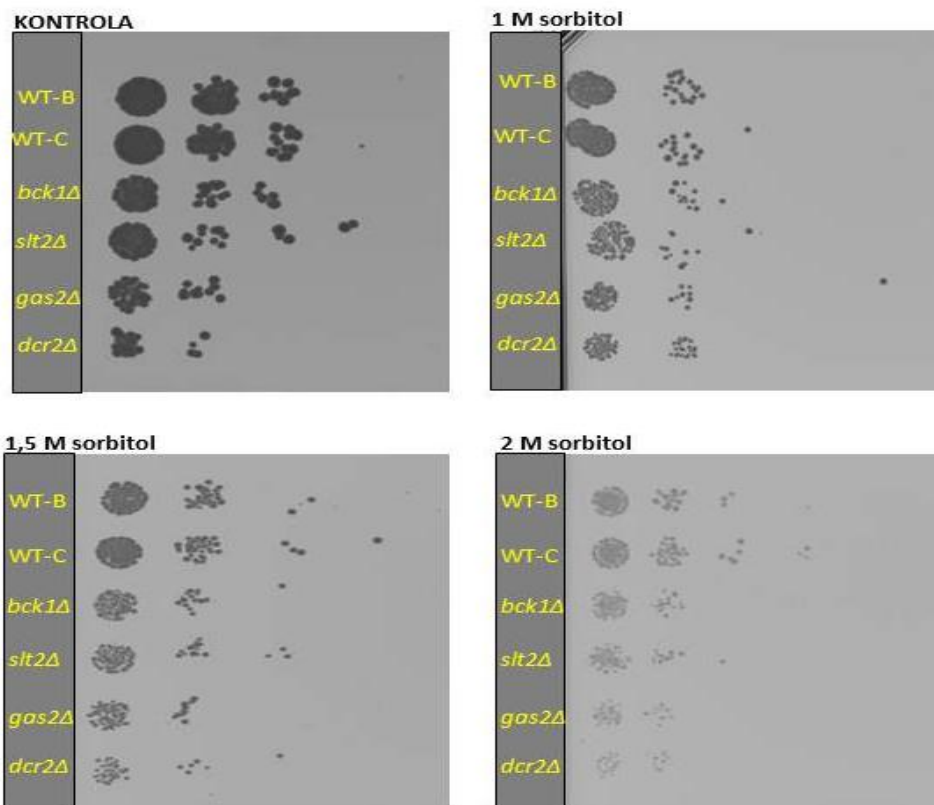 KONTROLA
WT-B
WT-C
bck1Δ
slt2Δ
gas2Δ
dcr2Δ
1 M sorbitol
WT-B
WT-C
bck1Δ
slt2Δ
gas2Δ
dcr2Δ
1,5 M sorbitol
WT-B
WT-C
bck1Δ
slt2Δ
gas2Δ
dcr2Δ
2 M sorbitol
WT-B
WT-C
bck1Δ
slt2Δ
gas2Δ
dcr2Δ